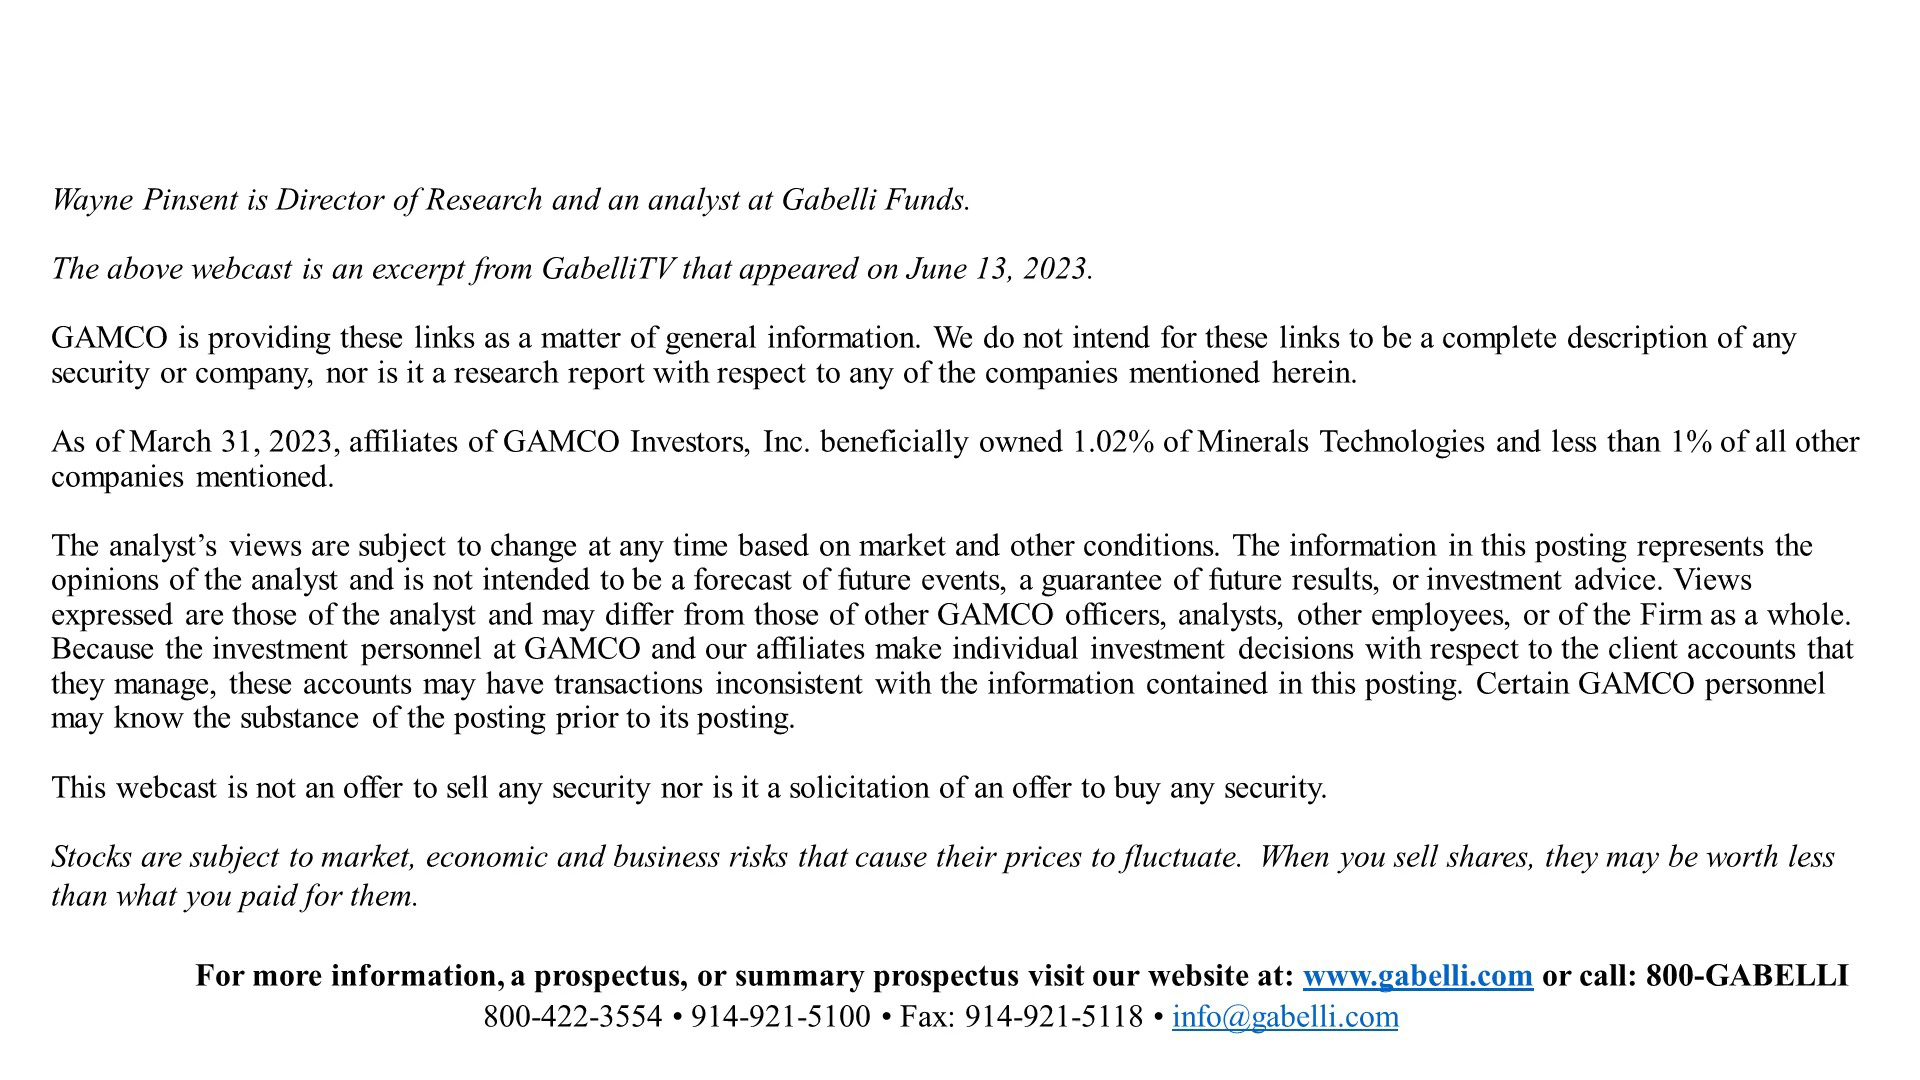 Wayne Pinsent is Director of Research and an analyst at Gabelli Funds.
The above webcast is an excerpt from GabelliTV that appeared on June 13, 2023.
GAMCO is providing these links as a matter of general information. We do not intend for these links to be a complete description of any
security or company, nor is it a research report with respect to any of the companies mentioned herein.
As of March 31, 2023, affiliates of GAMCO Investors, Inc. beneficially owned 1.02% of Minerals Technologies and less than 1% of all other
companies mentioned.
The analyst’s views are subject to change at any time based on market and other conditions. The information in this posting represents the
opinions of the analyst and is not intended to be a forecast of future events, a guarantee of future results, or investment advice. Views
expressed are those of the analyst and may differ from those of other GAMCO officers, analysts, other employees, or of the Firm as a whole.
Because the investment personnel at GAMCO and our affiliates make individual investment decisions with respect to the client accounts that
they manage, these accounts may have transactions inconsistent with the information contained in this posting. Certain GAMCO personnel
may know the substance of the posting prior to its posting.
This webcast is not an offer to sell any security nor is it a solicitation of an offer to buy any security.
Stocks are subject to market, economic and business risks that cause their prices to fluctuate.  When you sell shares, they may be worth less
than what you paid for them.
For more information, a prospectus, or summary prospectus visit our website at: www.gabelli.com or call: 800-GABELLI
800-422-3554 • 914-921-5100 • Fax: 914-921-5118 • info@gabelli.com